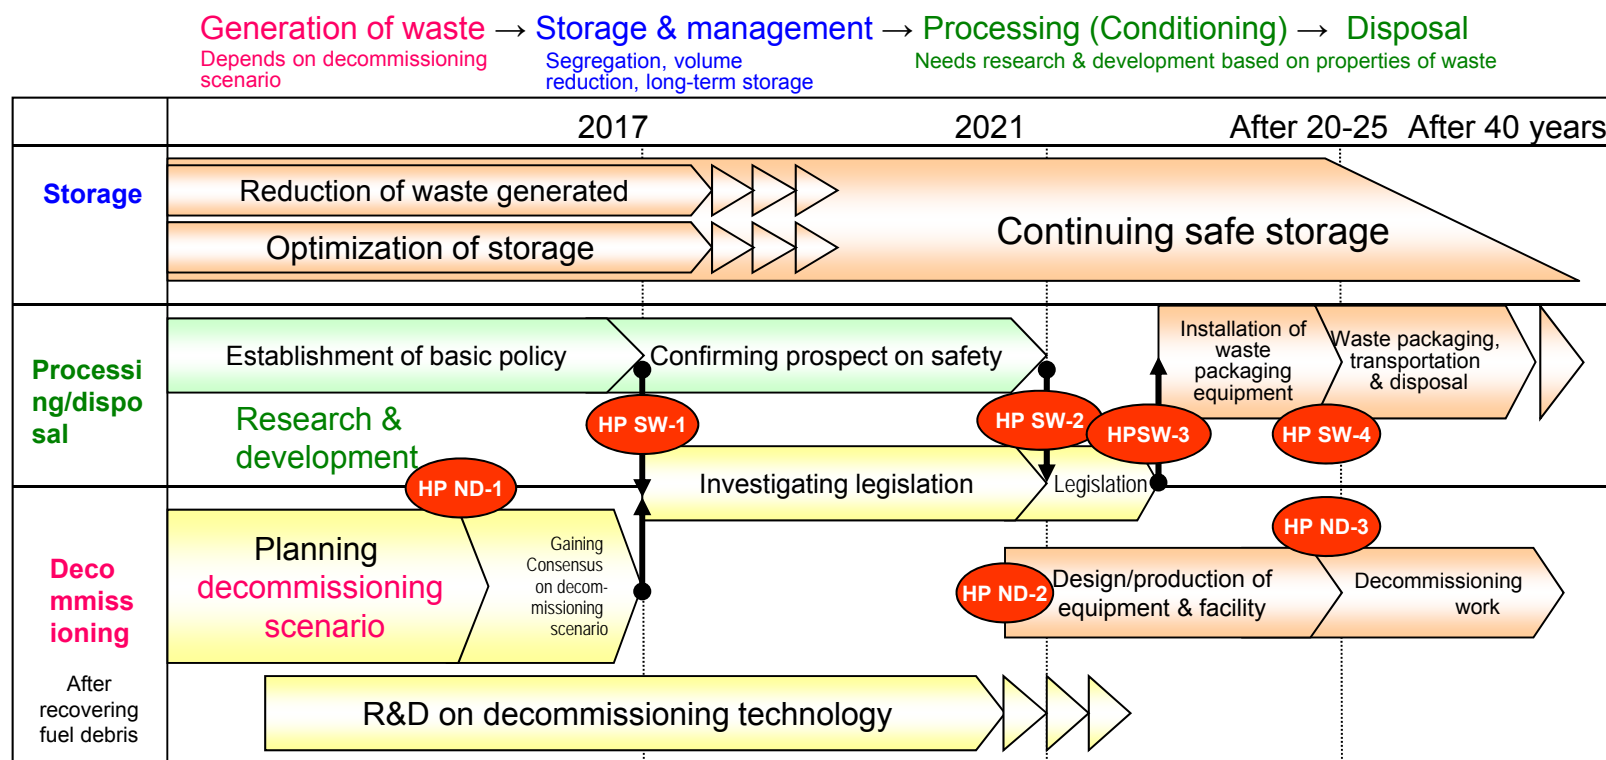 Generation of waste → Storage & management → Processing (Conditioning) → Disposal
Depends on decommissioning
scenario
Segregation, volume
reduction, long-term storage
Needs research & development based on properties of waste
2017
2021
After 20-25
After 40 years
Storage
Reduction of waste generated
Optimization of storage
Continuing safe storage
Processi
ng/dispo
sal
Establishment of basic policy
Confirming prospect on safety
Installation of
waste
packaging
equipment
Waste packaging,
transportation
& disposal
Research &
development
HP SW-1
HP SW-2
HPSW-3
HP SW-4
HP ND-1
Investigating legislation
Legislation
HP ND-3
Deco
mmiss
ioning
After
recovering
fuel debris
Planning
decommissioning
scenario
Gaining
Consensus
on decom-
missioning
scenario
HP ND-2
Design/production of
equipment & facility
Decommissioning
work
R&D on decommissioning technology